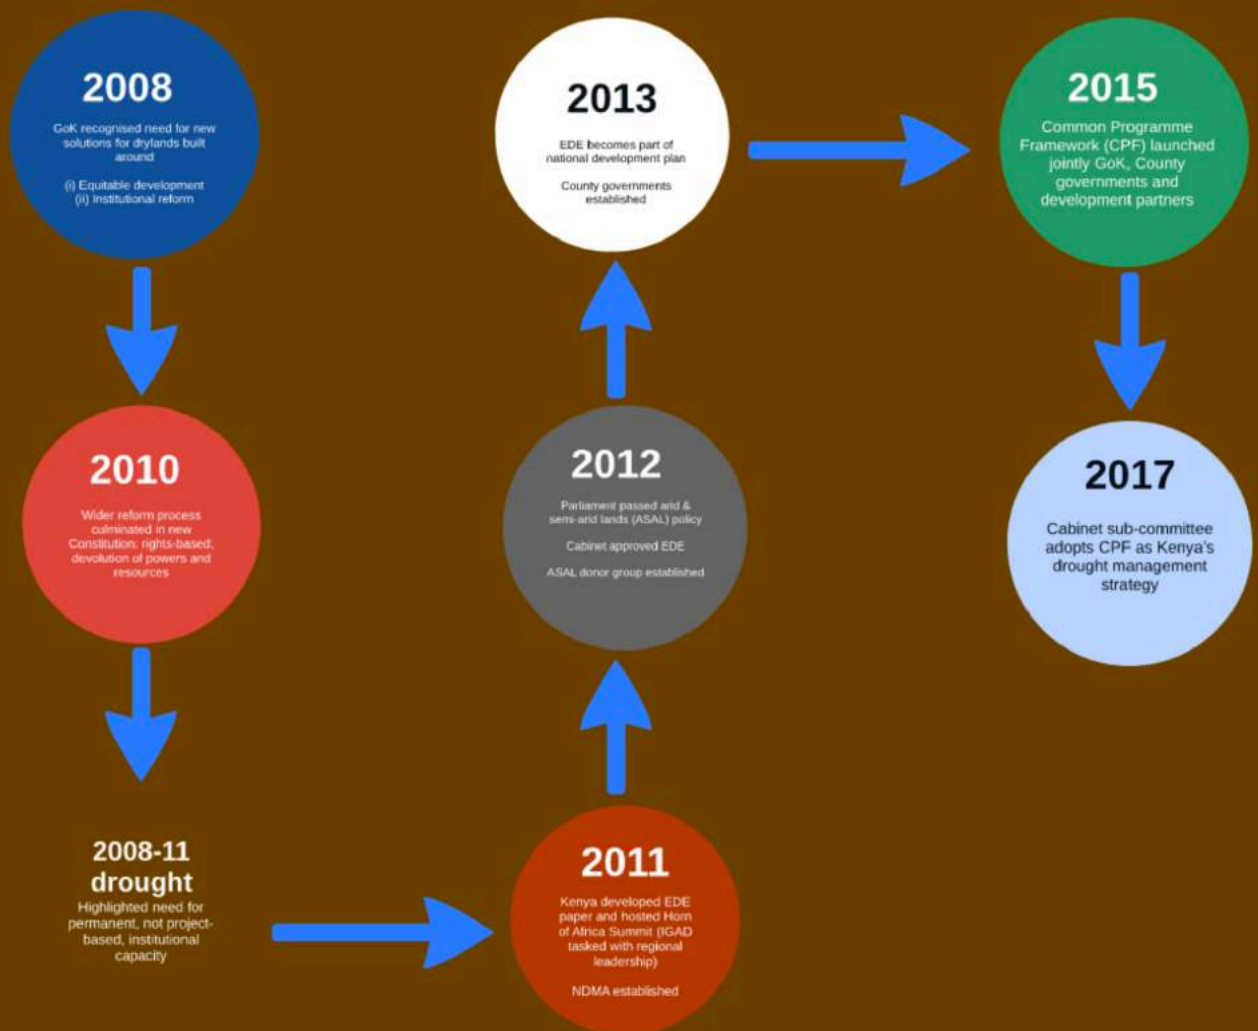 2008
GoK recognised need for new
solutions for drylands built
around
(i) Equitable development
(ii) Institutional reform
2010
Wider reform process
culminated in new
Constitution: rights-based,
devolution of powers and
resources
2008-11
drought
Highlighted need for
permanent, not project-
based, institutional
capacity
2011
Kenya developed EDE
paper and hosted Horn
of Africa Summit (IGAD
tasked with regional
leadership)
NDMA established
2012
Parliament passed arid &
semi-arid lands (ASAL) policy
Cabinet approved EDE
ASAL donor group established
2013
EDE becomes part of
national development plan
County governments
established
2015
Common Programme
Framework (CPF) launched
jointly GoK, County
governments and
development partners
2017
Cabinet sub-committee
adopts CPF as Kenya's
drought management
strategy